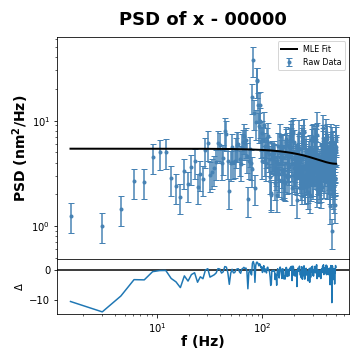 PSD of x - 00000
MLE Fit
Raw Data
PSD (nm²/Hz)
10¹
10⁰
Δ
0
−10
10¹
10²
f (Hz)